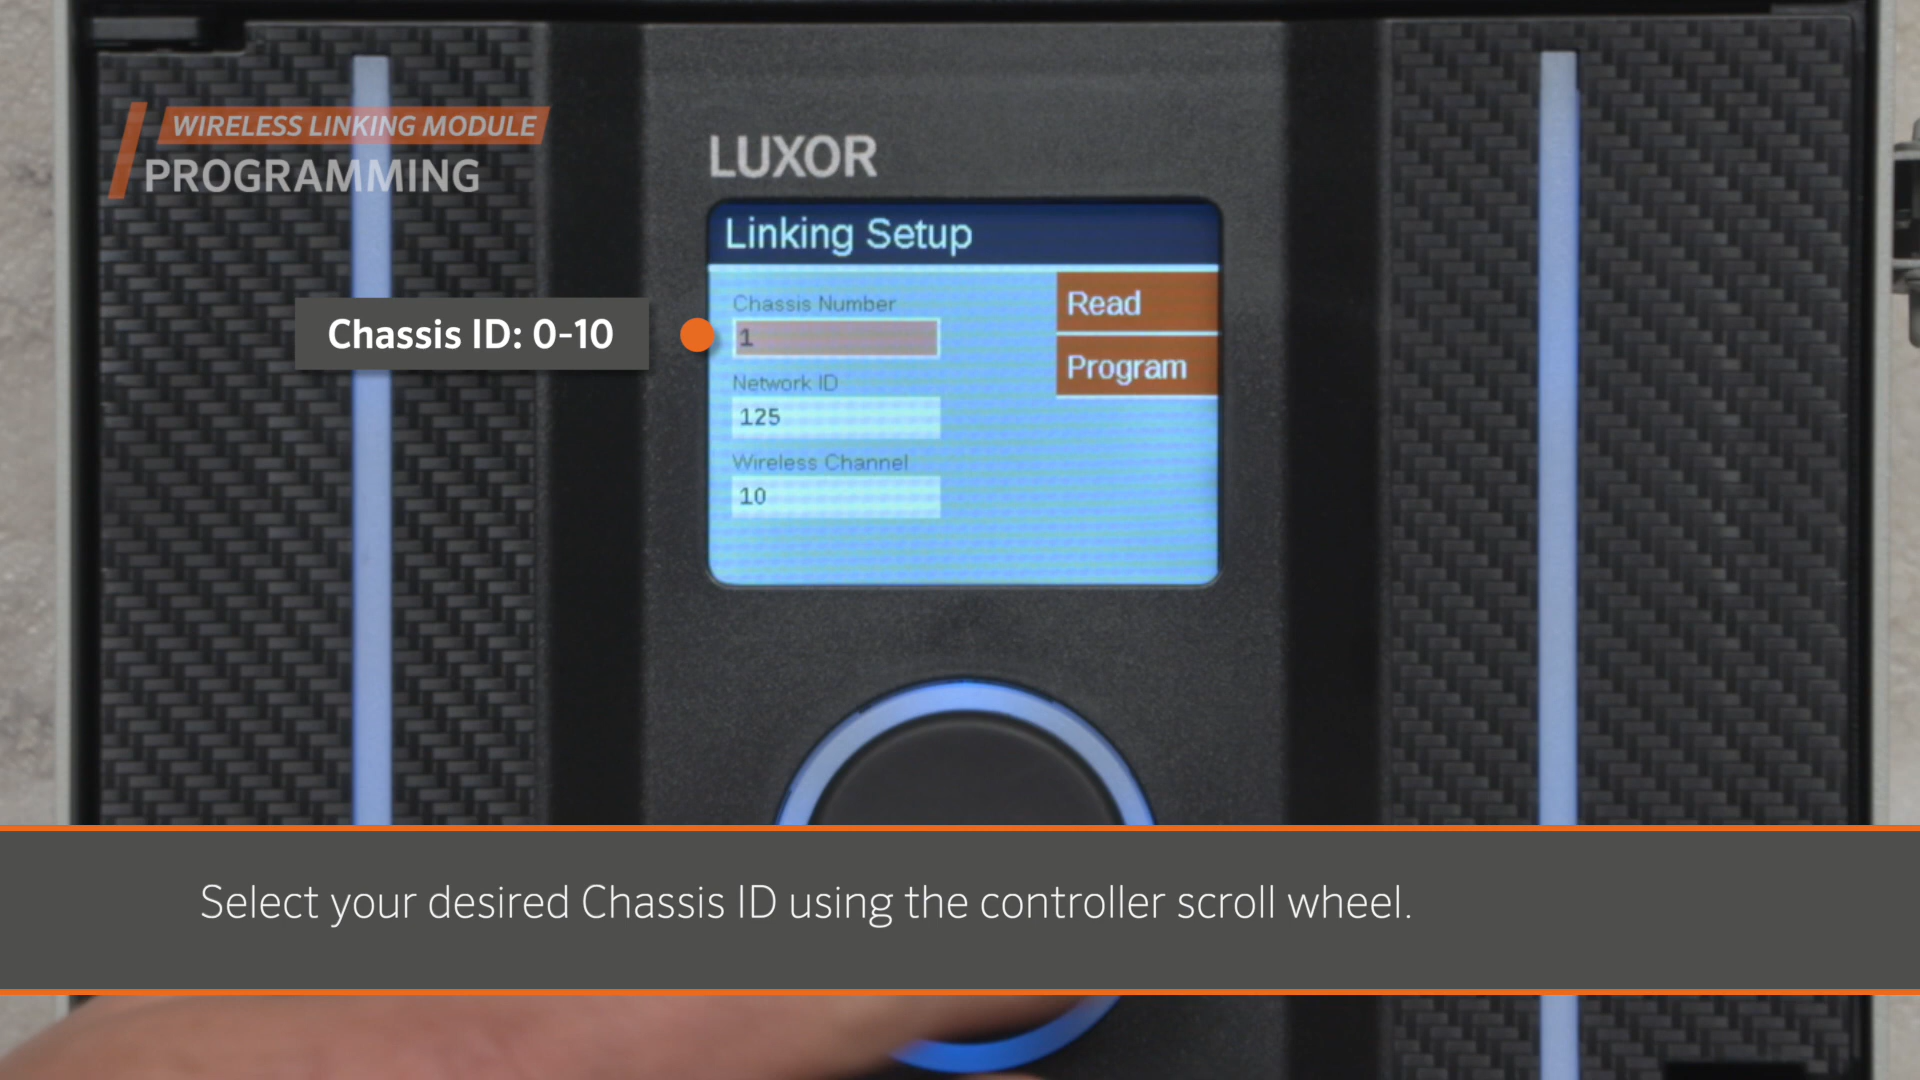 WIRELESS LINKING MODULE
PROGRAMMING
LUXOR
Linking Setup
Chassis Number
1
Network ID
125
Wireless Channel
10
Read
Program
Chassis ID: 0-10
Select your desired Chassis ID using the controller scroll wheel.